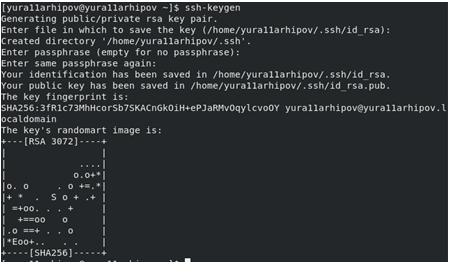 [yura11arhipov@yura11arhipov ~]$ ssh-keygen
Generating public/private rsa key pair.
Enter file in which to save the key (/home/yura11arhipov/.ssh/id_rsa):
Created directory '/home/yura11arhipov/.ssh'.
Enter passphrase (empty for no passphrase):
Enter same passphrase again:
Your identification has been saved in /home/yura11arhipov/.ssh/id_rsa.
Your public key has been saved in /home/yura11arhipov/.ssh/id_rsa.pub.
The key fingerprint is:
SHA256:3fR1c73MhHcorSb7SKACnGkOiH+ePJaRMvOqylcvoOY yura11arhipov@yura11arhipov.l
ocaldomain
The key's randomart image is:
+---[RSA 3072]----+
|                 |
|             ....|
|            o.o+*|
|o. o     . o +=.*|
|+ *  .  S o + .+ |
| =+oo. . . +     |
|  +==oo   o      |
|.o ==+ . . o     |
|*Eoo+..   . .    |
+----[SHA256]-----+